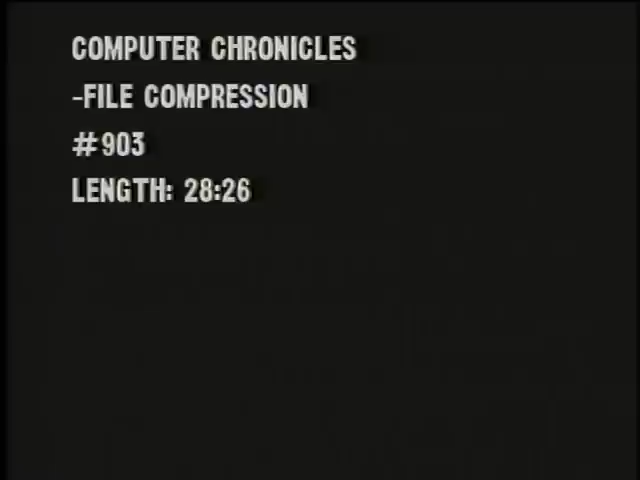 COMPUTER CHRONICLES
-FILE COMPRESSION
#903
LENGTH: 28:26